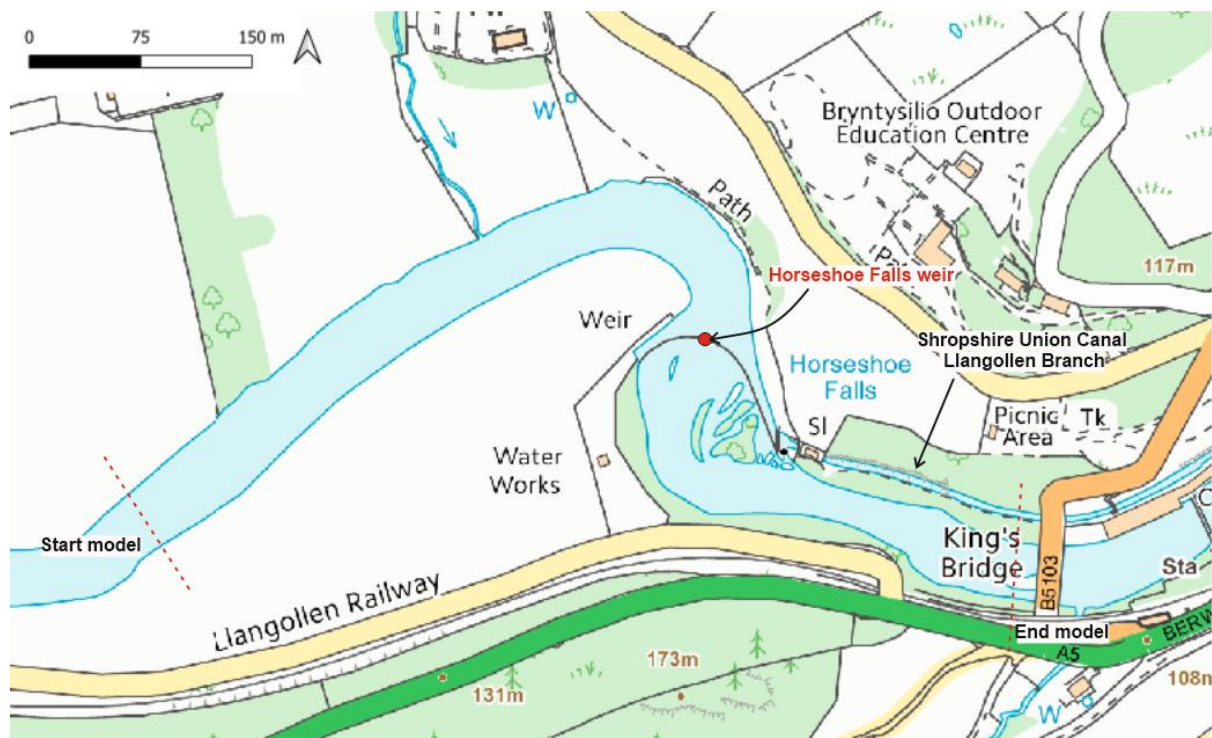 0 75 150 m
W
Bryntysilio Outdoor
Education Centre
Path
117m
Horseshoe Falls weir
Weir
Shropshire Union Canal
Llangollen Branch
Horseshoe
Falls
Sl
Picnic
Area
Tk
Water
Works
Start model
King's
Bridge
B5103
Sta
Llangollen Railway
End model
A5
173m
131m
108m
W